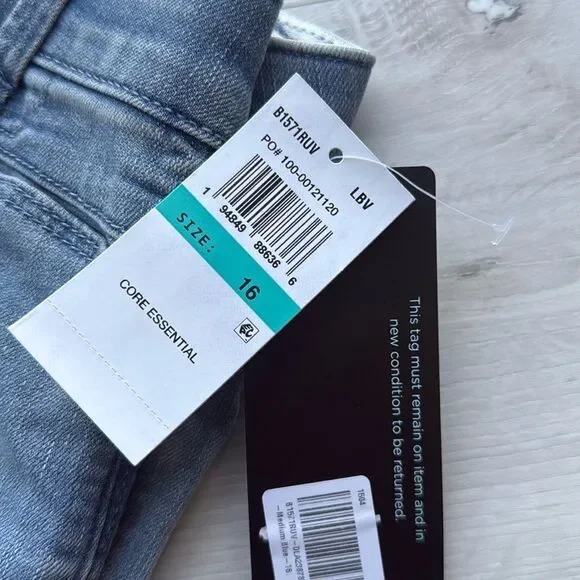 B1571RUV
LBV
PO# 100-00121120
1 94849 88636 6
SIZE: 16
CORE ESSENTIAL
This tag must remain on item and in
new condition to be returned.
1604